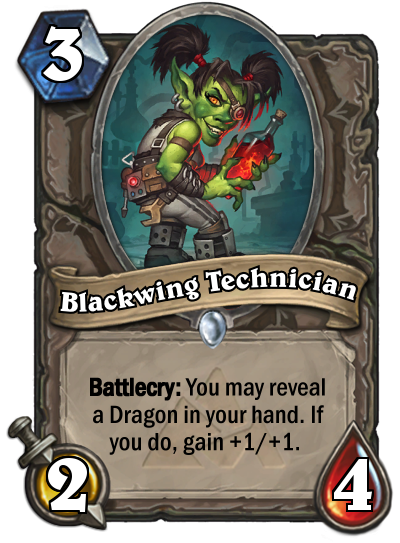 3
Blackwing Technician
Battlecry: You may reveal
a Dragon in your hand. If
you do, gain +1/+1.
2
4